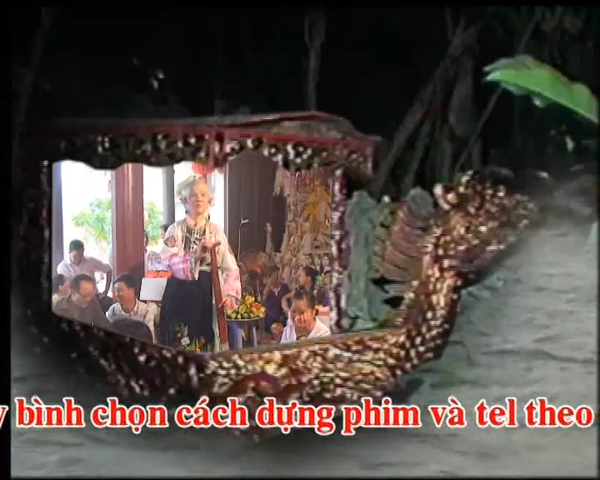 bình chọn cách dựng phim và tel theo